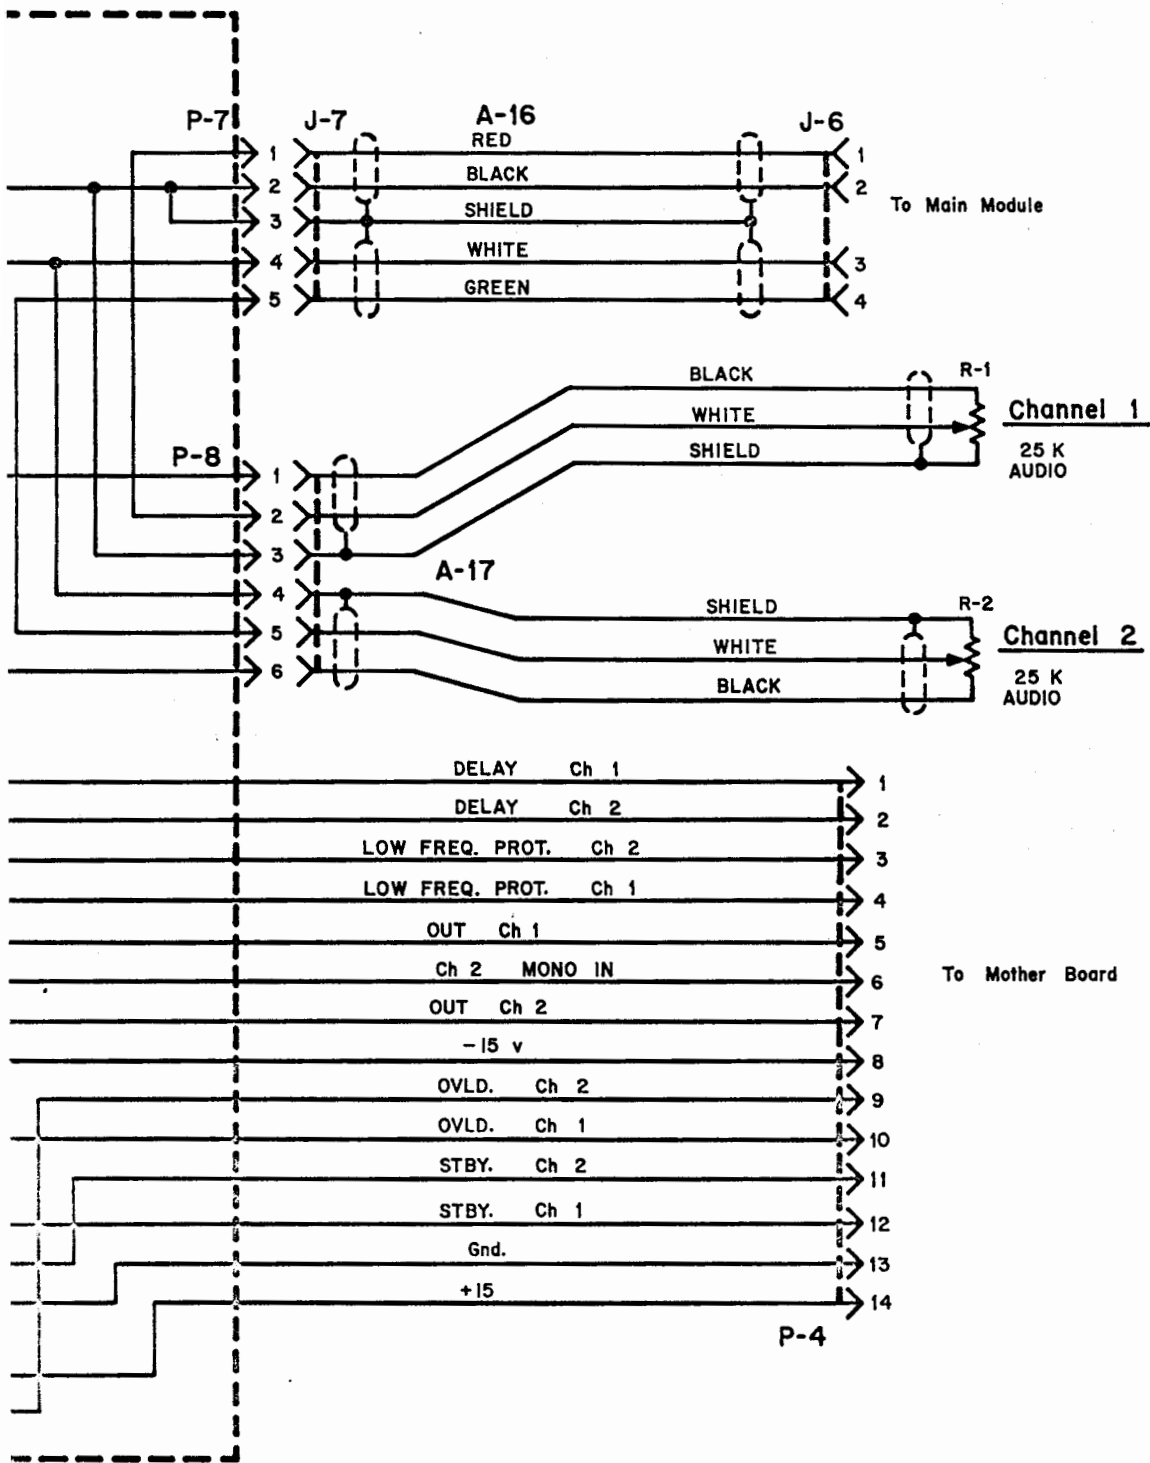 P-7 J-7 A-16 J-6
1 RED 1
2 BLACK 2
To Main Module
3 SHIELD
4 WHITE 3
5 GREEN 4
BLACK R-1
WHITE Channel 1
SHIELD 25 K
AUDIO
P-8 1
2
3
A-17
4
SHIELD R-2
5 WHITE Channel 2
6 BLACK 25 K
AUDIO
DELAY Ch 1 1
DELAY Ch 2 2
LOW FREQ. PROT. Ch 2 3
LOW FREQ. PROT. Ch 1 4
OUT Ch 1 5
Ch 2 MONO IN 6
To Mother Board
OUT Ch 2 7
-15 v 8
OVLD. Ch 2 9
OVLD. Ch 1 10
STBY. Ch 2 11
STBY. Ch 1 12
Gnd. 13
+15 14
P-4